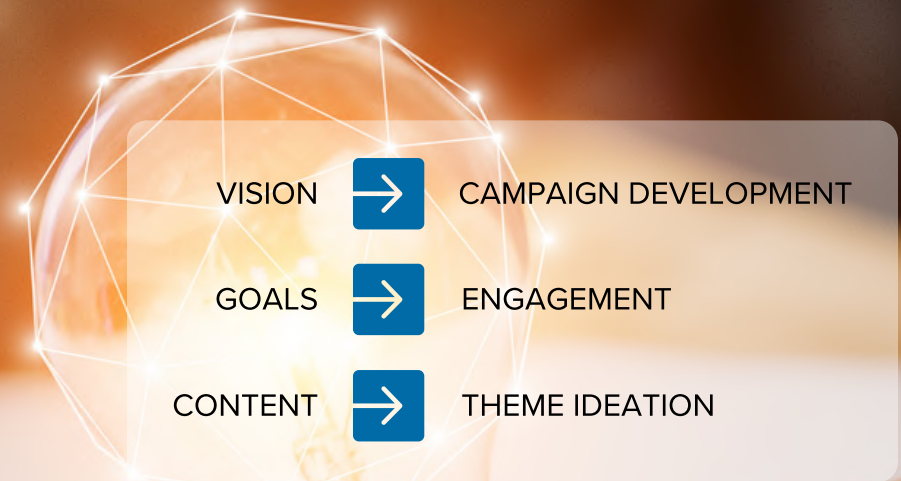 VISION CAMPAIGN DEVELOPMENT
GOALS ENGAGEMENT
CONTENT THEME IDEATION